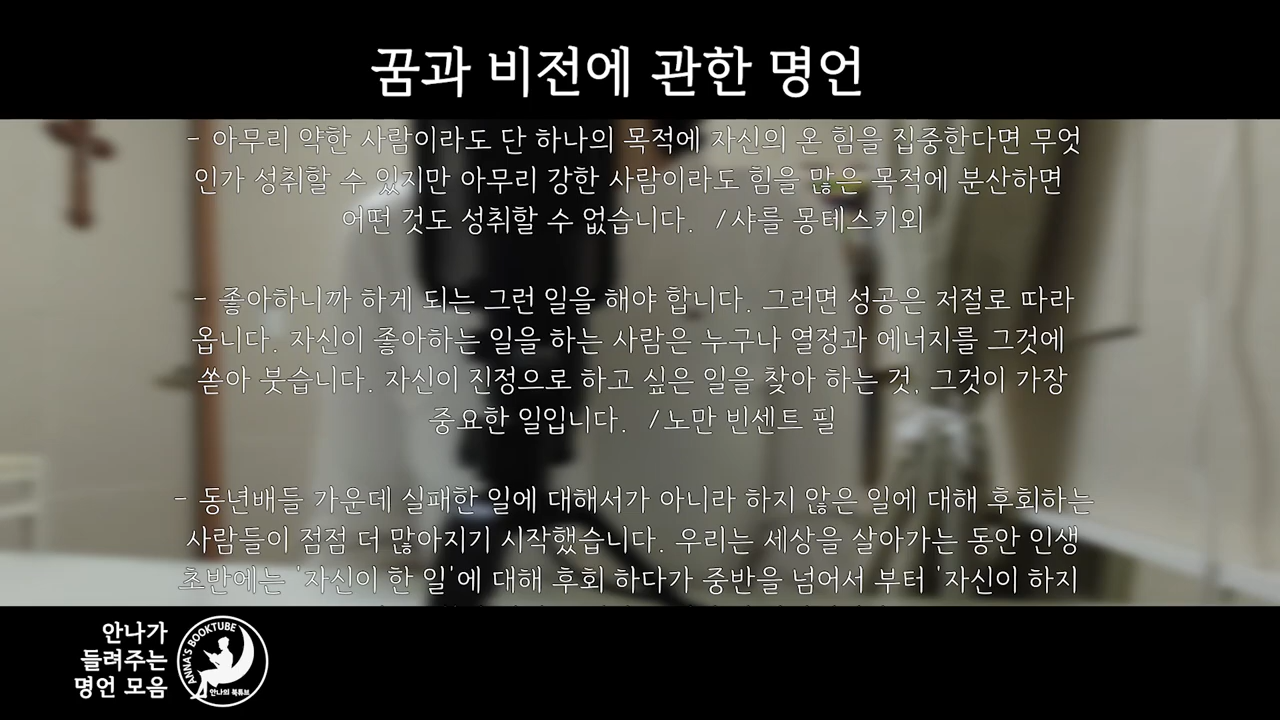 꿈과 비전에 관한 명언
- 아무리 약한 사람이라도 단 하나의 목적에 자신의 온 힘을 집중한다면 무엇
인가 성취할 수 있지만 아무리 강한 사람이라도 힘을 많은 목적에 분산하면
어떤 것도 성취할 수 없습니다. /샤를 몽테스키외
- 좋아하니까 하게 되는 그런 일을 해야 합니다. 그러면 성공은 저절로 따라
옵니다. 자신이 좋아하는 일을 하는 사람은 누구나 열정과 에너지를 그것에
쏟아 붓습니다. 자신이 진정으로 하고 싶은 일을 찾아 하는 것, 그것이 가장
중요한 일입니다. /노만 빈센트 필
- 동년배들 가운데 실패한 일에 대해서가 아니라 하지 않은 일에 대해 후회하는
사람들이 점점 더 많아지기 시작했습니다. 우리는 세상을 살아가는 동안 인생
초반에는 '자신이 한 일'에 대해 후회 하다가 중반을 넘어서 부터 '자신이 하지
안나가
들려주는
명언 모음
ANNA'S BOOKTUBE
안나의 북튜브